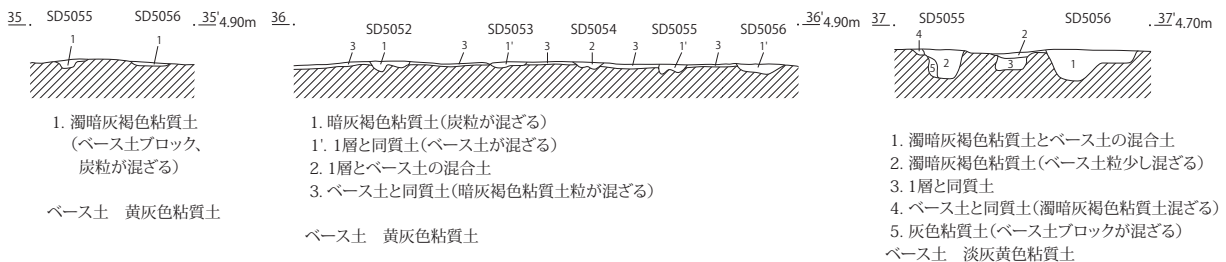 35 SD5055 SD5056 35' 4.90m
1 1
1. 濁暗灰褐色粘質土
(ベース土ブロック、
炭粒が混ざる)
ベース土 黄灰色粘質土
36 36' 4.90m
SD5052 SD5053 SD5054 SD5055 SD5056
3 1 3 1' 3 2 3 1' 3 1'
1. 暗灰褐色粘質土(炭粒が混ざる)
1'. 1層と同質土(ベース土が混ざる)
2. 1層とベース土の混合土
3. ベース土と同質土(暗灰褐色粘質土粒が混ざる)
ベース土 黄灰色粘質土
37 SD5055 SD5056 37' 4.70m
4 2
5 2 3 1
1. 濁暗灰褐色粘質土とベース土の混合土
2. 濁暗灰褐色粘質土(ベース土粒少し混ざる)
3. 1層と同質土
4. ベース土と同質土(濁暗灰褐色粘質土混ざる)
5. 灰色粘質土(ベース土ブロックが混ざる)
ベース土 淡灰黄色粘質土